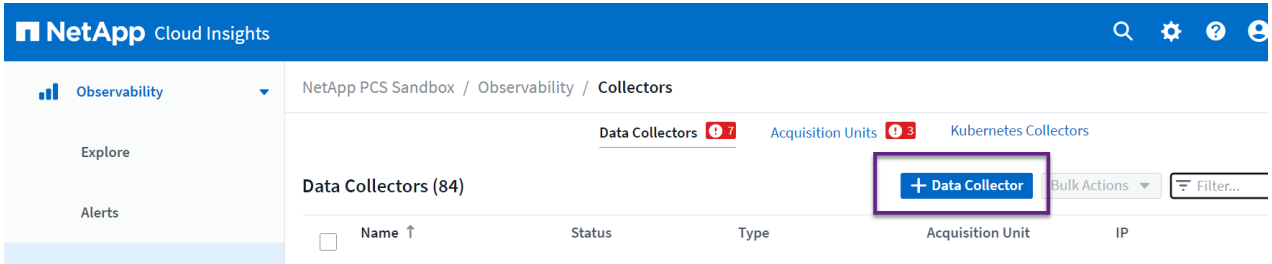 NetApp Cloud Insights
Observability
NetApp PCS Sandbox / Observability / Collectors
Data Collectors 7 Acquisition Units 3 Kubernetes Collectors
Explore
Data Collectors (84) + Data Collector Bulk Actions Filter...
Alerts
Name ↑ Status Type Acquisition Unit IP